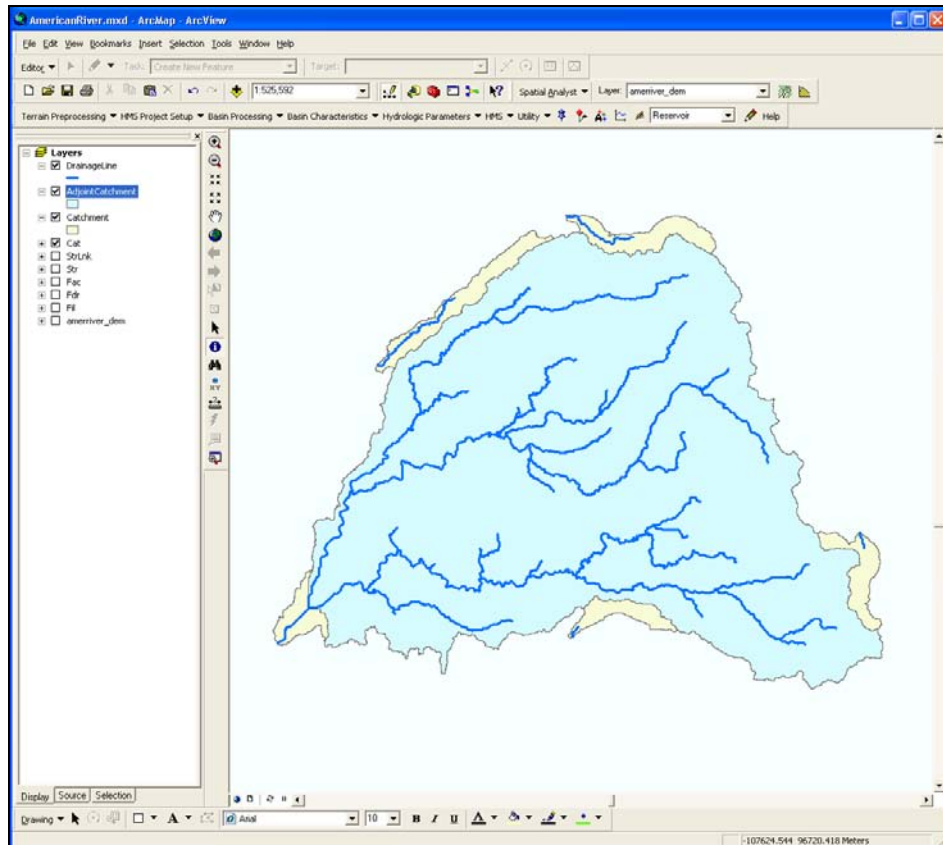 AmericanRiver.mxd - ArcMap - ArcView
File Edit View Bookmarks Insert Selection Tools Window Help
Editor Task: Create New Feature Target:
1:525,592 Spatial Analyst Layer: amerriver_dem
Terrain Preprocessing HMS Project Setup Basin Processing Basin Characteristics Hydrologic Parameters HMS Utility Reservoir Help
Layers
DrainageLine
AdjointCatchment
Catchment
Cat
StrLnk
Str
Fac
Fdr
Fil
amerriver_dem
XY
Display Source Selection
Drawing A Arial 10 B I U A
-107624.544 96720.418 Meters